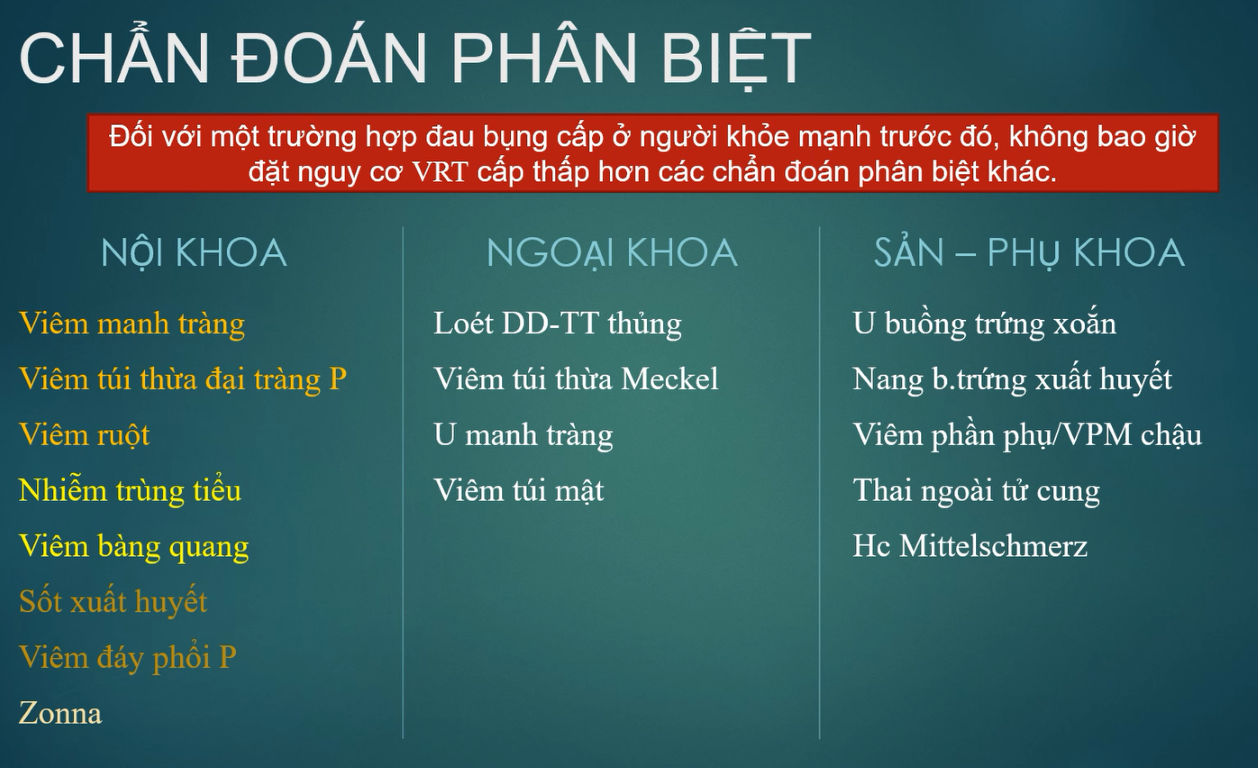 CHẨN ĐOÁN PHÂN BIỆT
Đối với một trường hợp đau bụng cấp ở người khỏe mạnh trước đó, không bao giờ
đặt nguy cơ VRT cấp thấp hơn các chẩn đoán phân biệt khác.
NỘI KHOA
Viêm manh tràng
Viêm túi thừa đại tràng P
Viêm ruột
Nhiễm trùng tiểu
Viêm bàng quang
Sốt xuất huyết
Viêm đáy phổi P
Zonna
NGOẠI KHOA
Loét DD-TT thủng
Viêm túi thừa Meckel
U manh tràng
Viêm túi mật
SẢN – PHỤ KHOA
U buồng trứng xoắn
Nang b.trứng xuất huyết
Viêm phần phụ/VPM chậu
Thai ngoài tử cung
Hc Mittelschmerz